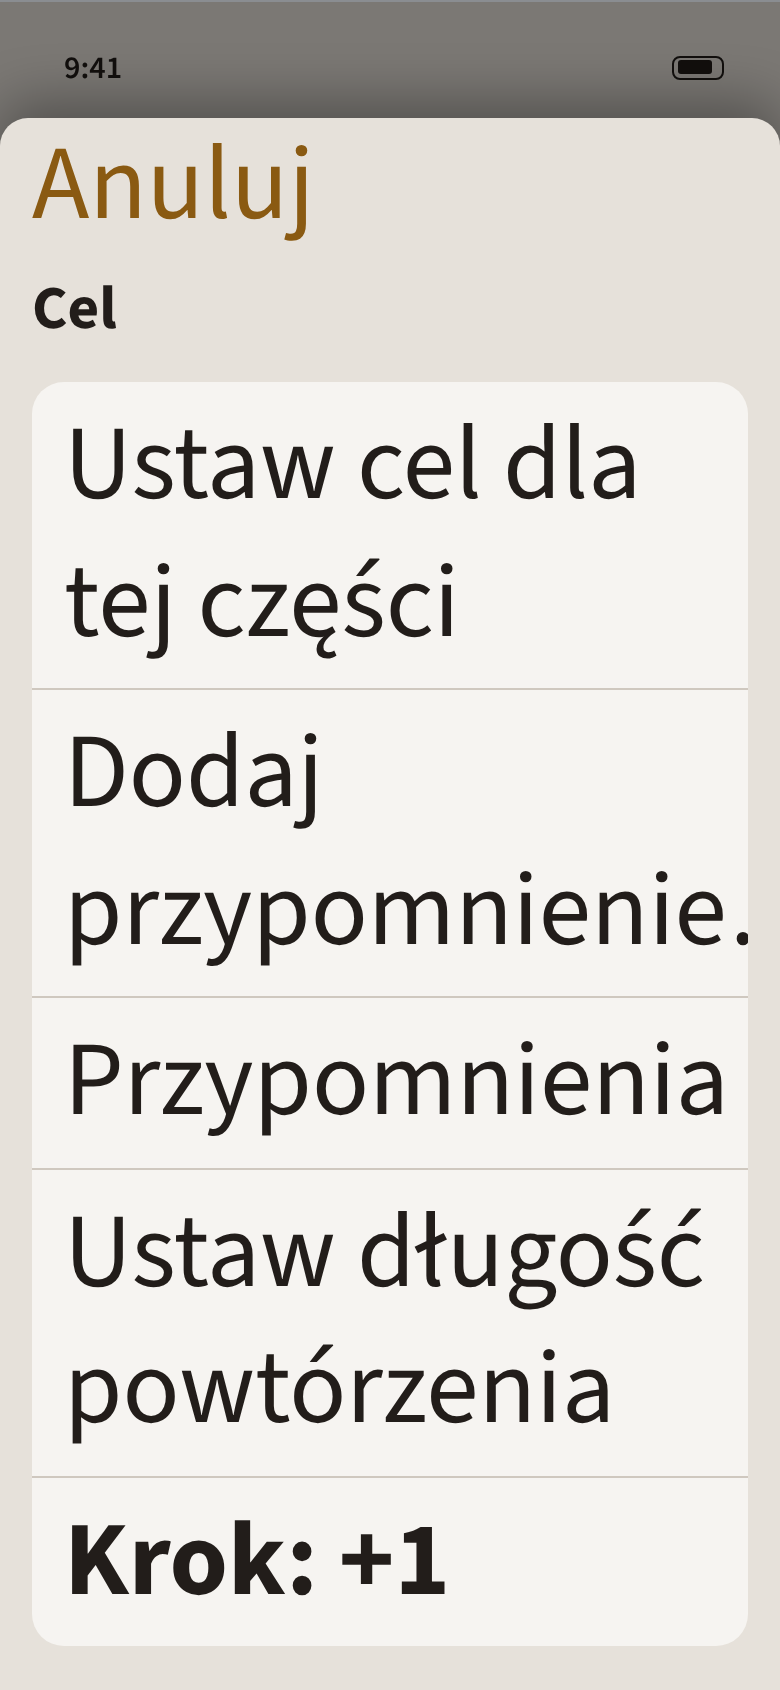 9:41
Anuluj
Cel
Ustaw cel dla
tej części
Dodaj
przypomnienie.
Przypomnienia
Ustaw długość
powtórzenia
Krok: +1